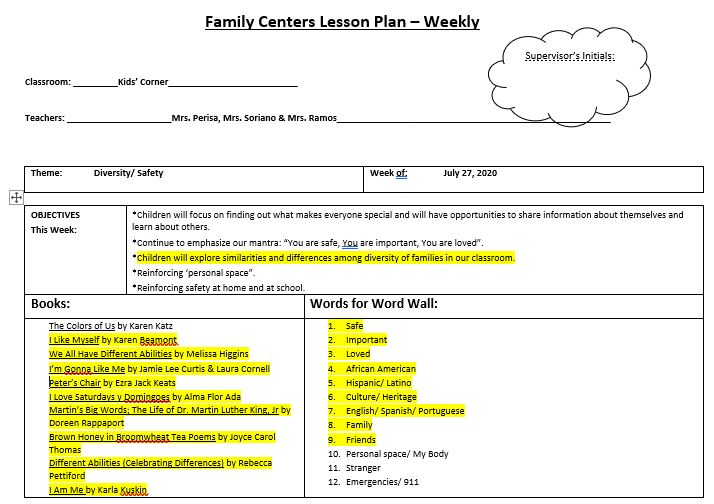 Family Centers Lesson Plan – Weekly
Supervisor's Initials:
Classroom: _________Kids' Corner__________________________
Teachers: _____________________Mrs. Perisa, Mrs. Soriano & Mrs. Ramos______________________________________________________
Theme: Diversity/ Safety Week of: July 27, 2020
OBJECTIVES
This Week:
*Children will focus on finding out what makes everyone special and will have opportunities to share information about themselves and
learn about others.
*Continue to emphasize our mantra: "You are safe, You are important, You are loved".
*Children will explore similarities and differences among diversity of families in our classroom.
*Reinforcing 'personal space".
*Reinforcing safety at home and at school.
Books:
The Colors of Us by Karen Katz
I Like Myself by Karen Beamont
We All Have Different Abilities by Melissa Higgins
I'm Gonna Like Me by Jamie Lee Curtis & Laura Cornell
Peter's Chair by Ezra Jack Keats
I Love Saturdays y Domingoes by Alma Flor Ada
Martin's Big Words; The Life of Dr. Martin Luther King, Jr by
Doreen Rappaport
Brown Honey in Broomwheat Tea Poems by Joyce Carol
Thomas
Different Abilities (Celebrating Differences) by Rebecca
Pettiford
I Am Me by Karla Kuskin
Words for Word Wall:
1. Safe
2. Important
3. Loved
4. African American
5. Hispanic/ Latino
6. Culture/ Heritage
7. English/ Spanish/ Portuguese
8. Family
9. Friends
10. Personal space/ My Body
11. Stranger
12. Emergencies/ 911